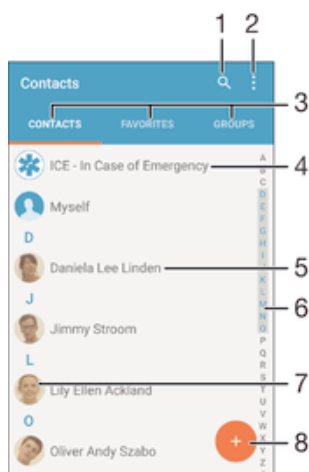 1 2
Contacts
3
CONTACTS FAVORITES GROUPS
ICE - In Case of Emergency 4
Myself
D
Daniela Lee Linden 5
J
Jimmy Stroom
6
L
Lily Ellen Ackland
7
O
Oliver Andy Szabo
+ 8
A
B
C
D
E
F
G
H
I
J
K
L
M
N
O
P
Q
R
S
T
U
V
W
X
Y
Z